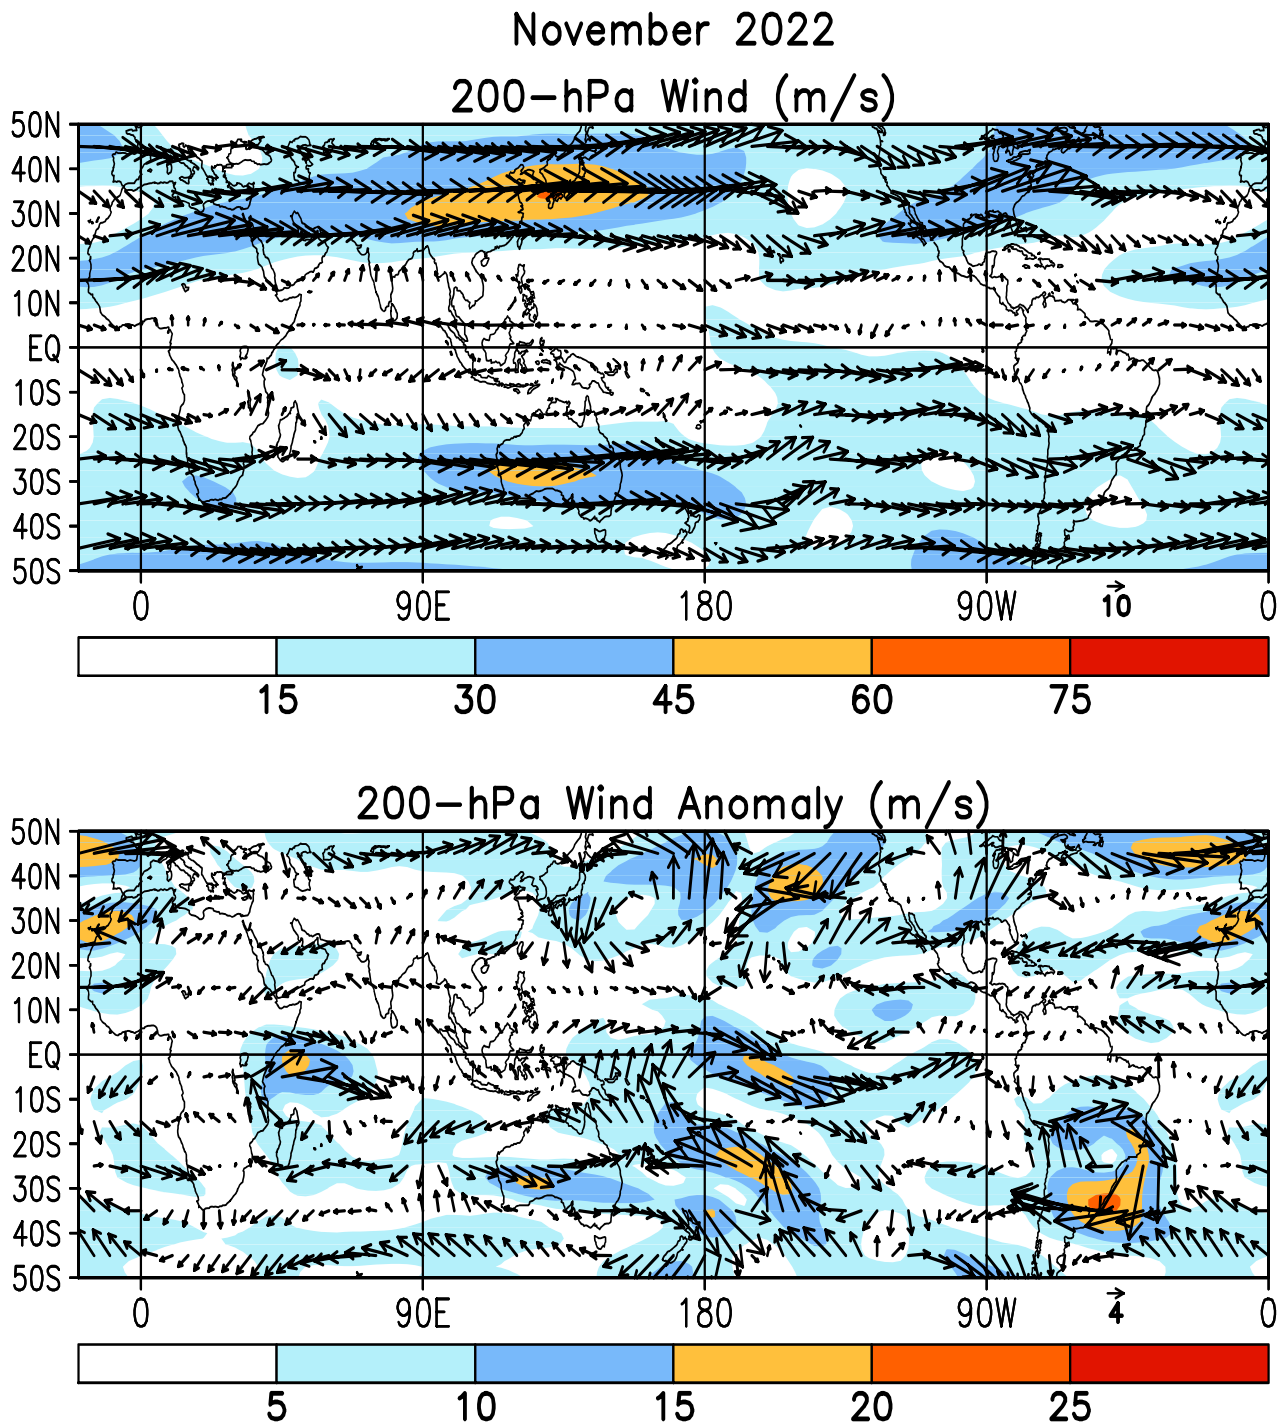 November 2022
200-hPa Wind (m/s)
50N
40N
30N
20N
10N
EQ
10S
20S
30S
40S
50S
0 90E 180 90W 10 0
15 30 45 60 75
200-hPa Wind Anomaly (m/s)
50N
40N
30N
20N
10N
EQ
10S
20S
30S
40S
50S
0 90E 180 90W 4 0
5 10 15 20 25